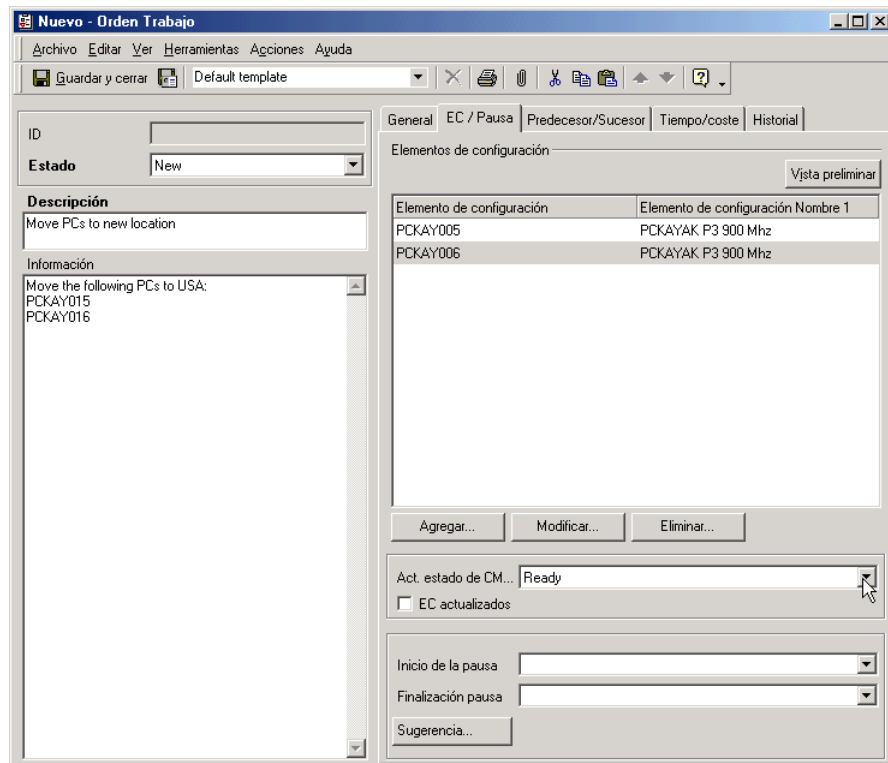 Nuevo - Orden Trabajo
Archivo Editar Ver Herramientas Acciones Ayuda
Guardar y cerrar Default template
ID
Estado New
Descripción
Move PCs to new location
Información
Move the following PCs to USA:
PCKAY015
PCKAY016
General EC / Pausa Predecesor/Sucesor Tiempo/coste Historial
Elementos de configuración
Vista preliminar
Elemento de configuración Elemento de configuración Nombre 1
PCKAY005 PCKAYAK P3 900 Mhz
PCKAY006 PCKAYAK P3 900 Mhz
Agregar... Modificar... Eliminar...
Act. estado de CM... Ready
EC actualizados
Inicio de la pausa
Finalización pausa
Sugerencia...